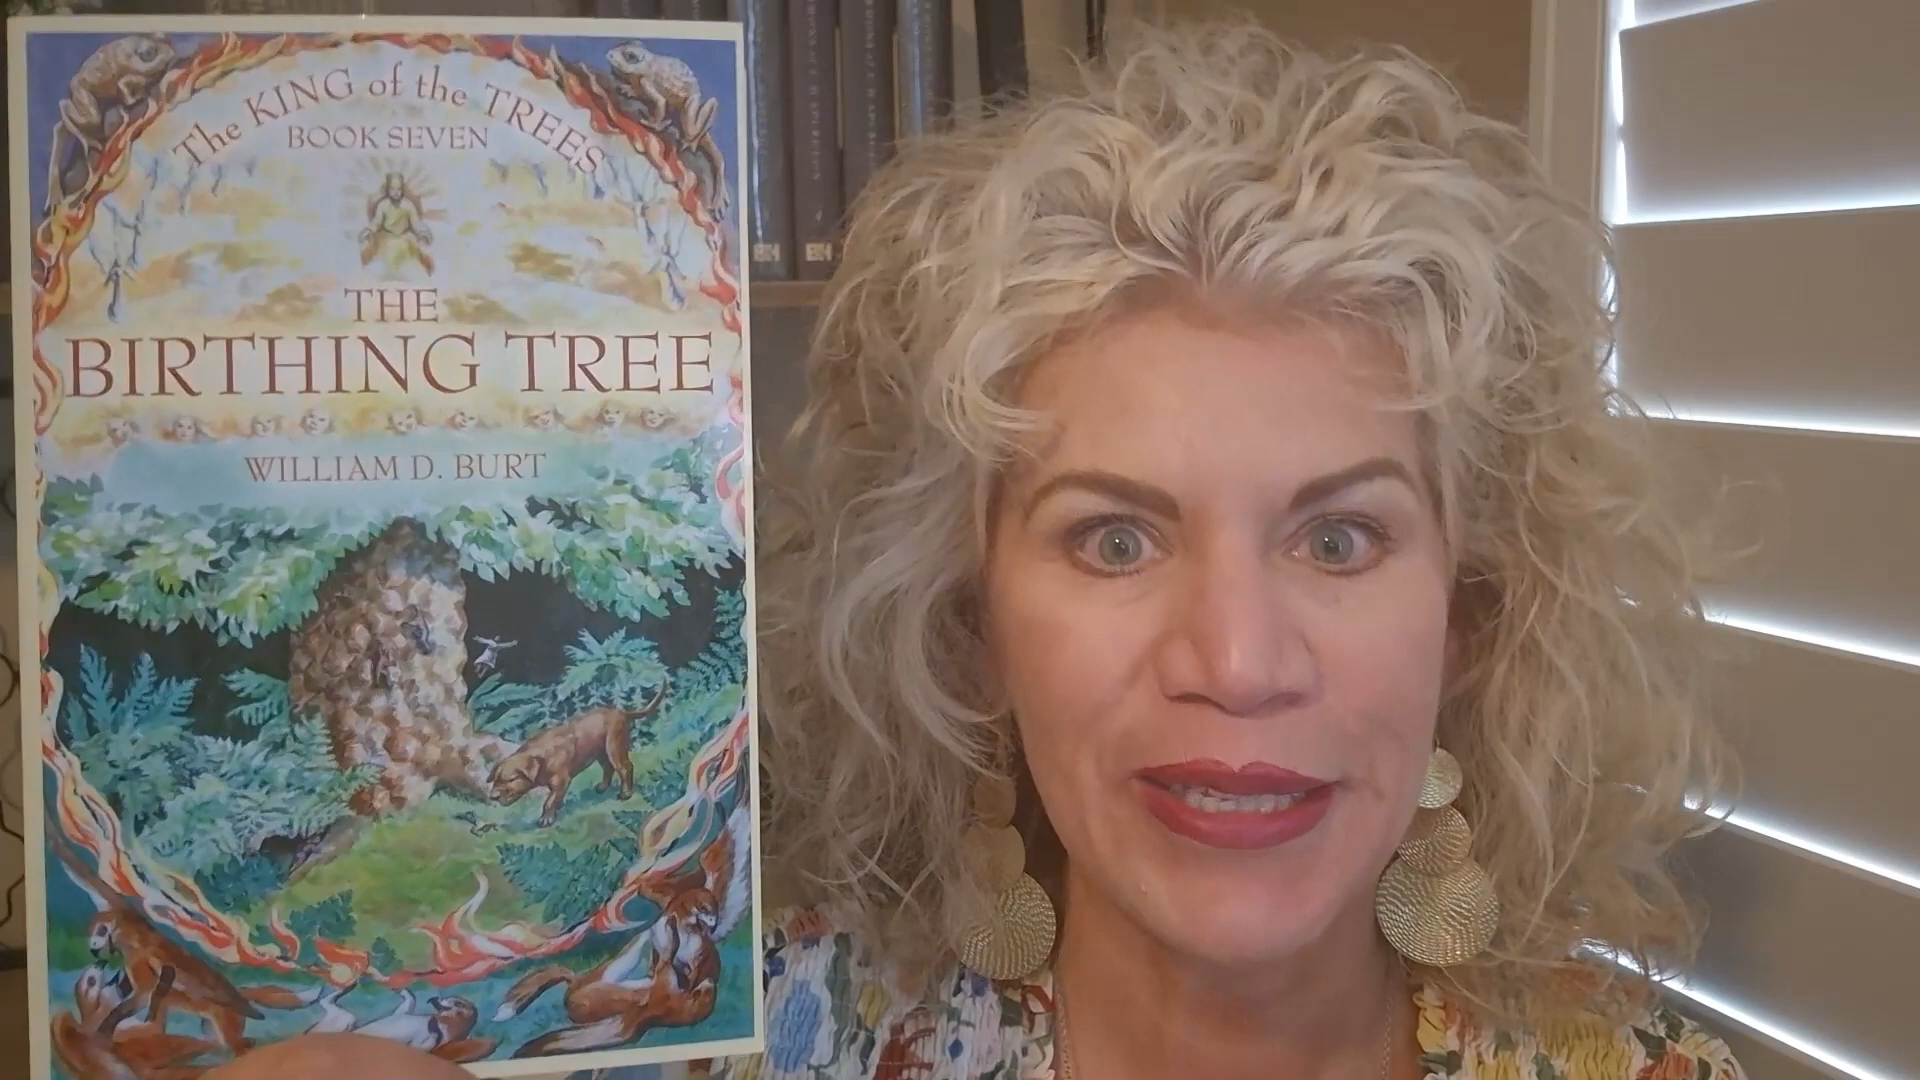 The KING of the TREES
BOOK SEVEN
THE
BIRTHING TREE
WILLIAM D. BURT